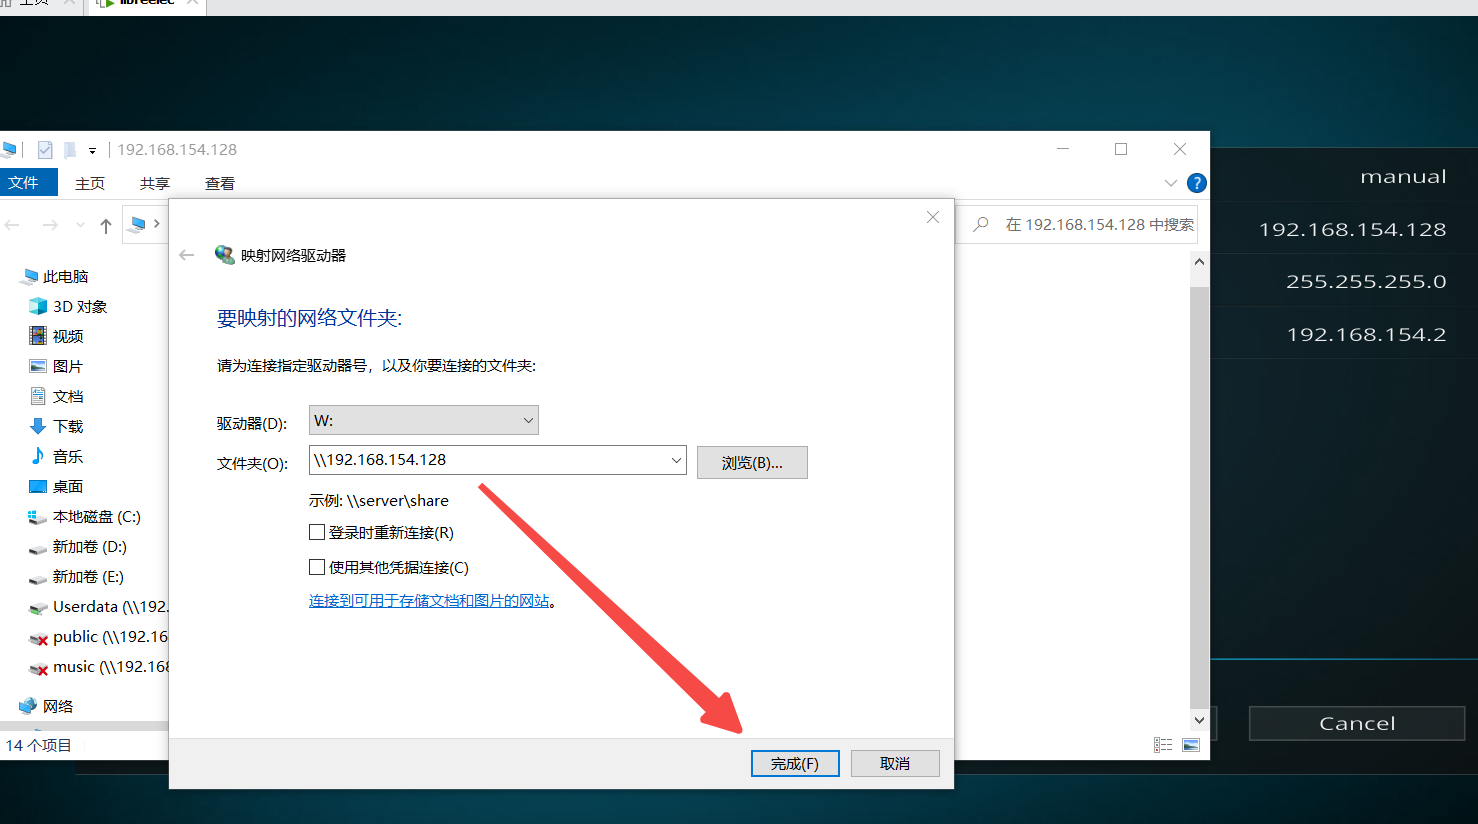 主页
libreelec
192.168.154.128
文件 主页 共享 查看
在 192.168.154.128 中搜索
此电脑
3D 对象
视频
图片
文档
下载
音乐
桌面
本地磁盘 (C:)
新加卷 (D:)
新加卷 (E:)
Userdata (\\192.
public (\\192.16
music (\\192.168
网络
14 个项目
映射网络驱动器
要映射的网络文件夹:
请为连接指定驱动器号，以及你要连接的文件夹:
驱动器(D): W:
文件夹(O): \\192.168.154.128 浏览(B)...
示例: \\server\share
登录时重新连接(R)
使用其他凭据连接(C)
连接到可用于存储文档和图片的网站。
完成(F) 取消
manual
192.168.154.128
255.255.255.0
192.168.154.2
Cancel